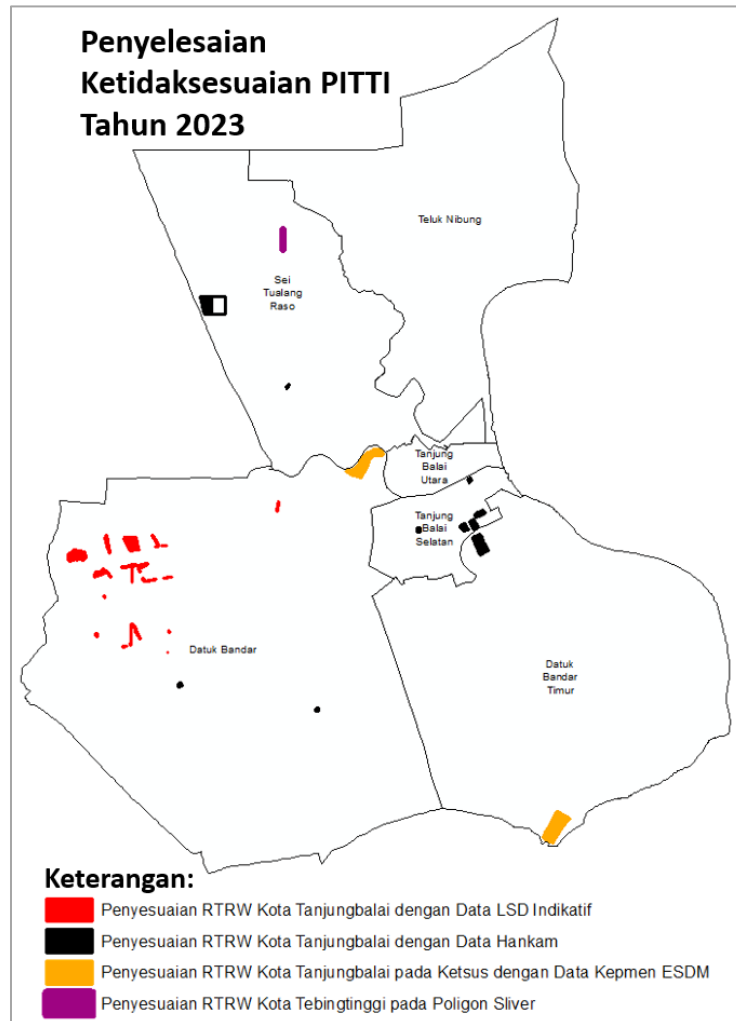 Penyelesaian
Ketidaksesuaian PITTI
Tahun 2023
Teluk Nibung
Sei
Tualang
Raso
Tanjung
Balai
Utara
Tanjung
Balai
Selatan
Datuk Bandar
Datuk
Bandar
Timur
Keterangan:
Penyesuaian RTRW Kota Tanjungbalai dengan Data LSD Indikatif
Penyesuaian RTRW Kota Tanjungbalai dengan Data Hankam
Penyesuaian RTRW Kota Tanjungbalai pada Ketsus dengan Data Kepmen ESDM
Penyesuaian RTRW Kota Tebingtinggi pada Poligon Sliver